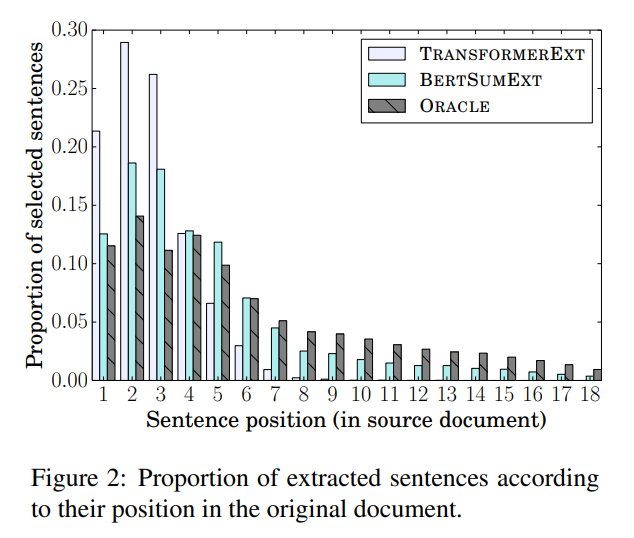 0.30
0.25
0.20
0.15
0.10
0.05
0.00
Proportion of selected sentences
TRANSFORMEREXT
BERTSUMEXT
ORACLE
1 2 3 4 5 6 7 8 9 10 11 12 13 14 15 16 17 18
Sentence position (in source document)
Figure 2: Proportion of extracted sentences according
to their position in the original document.